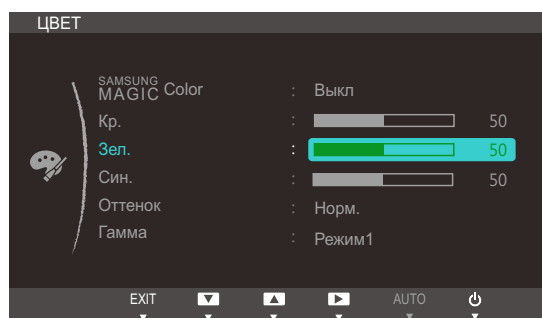 ЦВЕТ
SAMSUNG
MAGIC Color : Выкл
Кр. : 50
Зел. : 50
Син. : 50
Оттенок : Норм.
Гамма : Режим1
EXIT AUTO